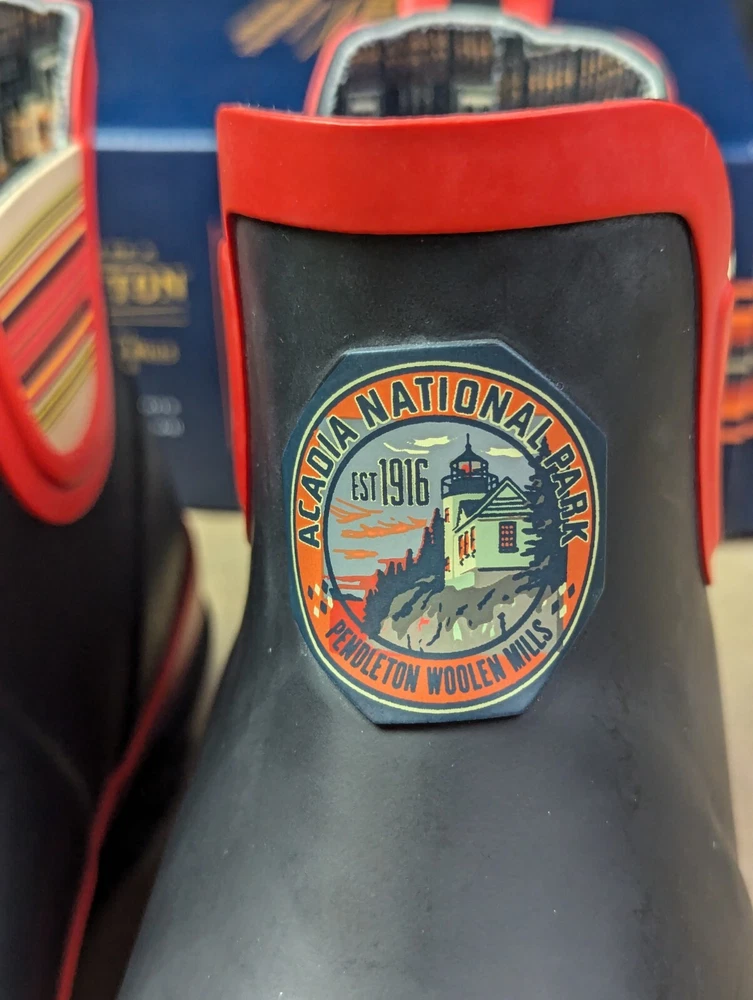 ACADIA NATIONAL PARK
EST 1916
PENDLETON WOOLEN MILLS